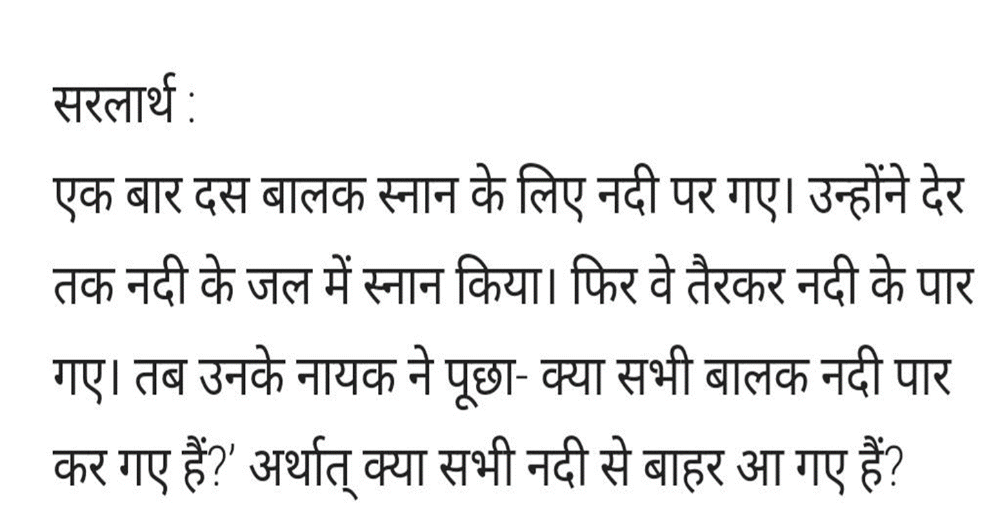 सरलार्थ :
एक बार दस बालक स्नान के लिए नदी पर गए। उन्होंने देर
तक नदी के जल में स्नान किया। फिर वे तैरकर नदी के पार
गए। तब उनके नायक ने पूछा- क्या सभी बालक नदी पार
कर गए हैं?’ अर्थात् क्या सभी नदी से बाहर आ गए हैं?